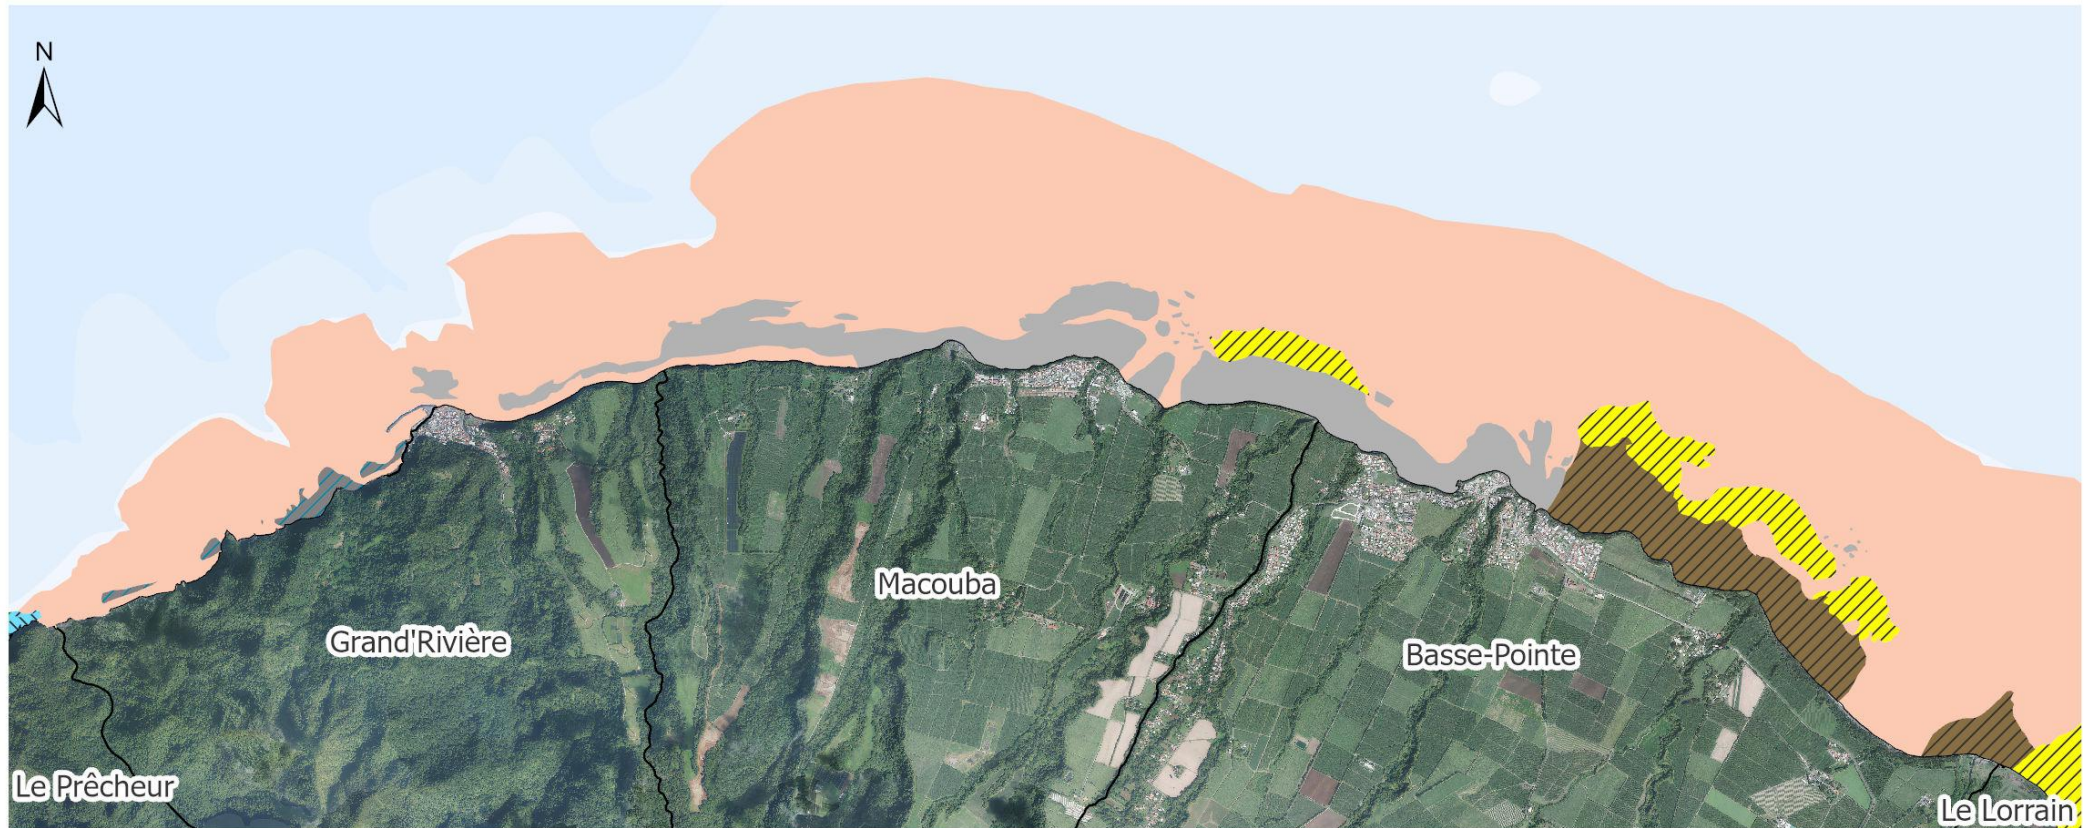 N
Macouba
Grand'Rivière
Basse-Pointe
Le Prêcheur
Le Lorrain